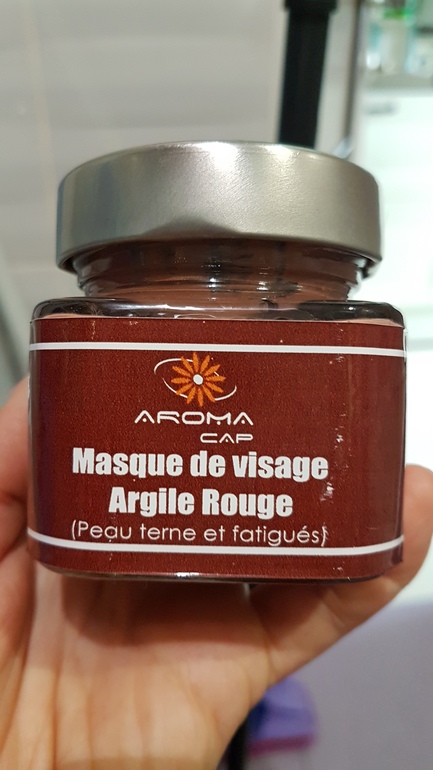 AROMA
CAP
Masque de visage
Argile Rouge
(Peau terne et fatigués)